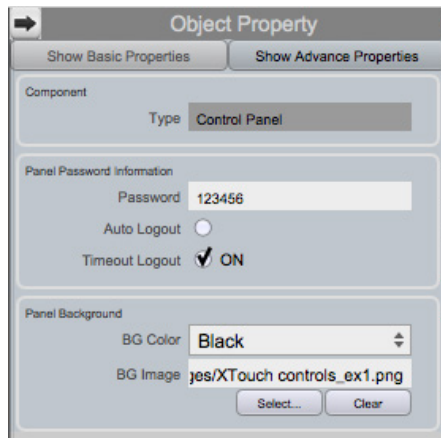 Object Property
Show Basic Properties Show Advance Properties
Component
Type Control Panel
Panel Password Information
Password 123456
Auto Logout
Timeout Logout ON
Panel Background
BG Color Black
BG Image ges/XTouch controls_ex1.png
Select... Clear